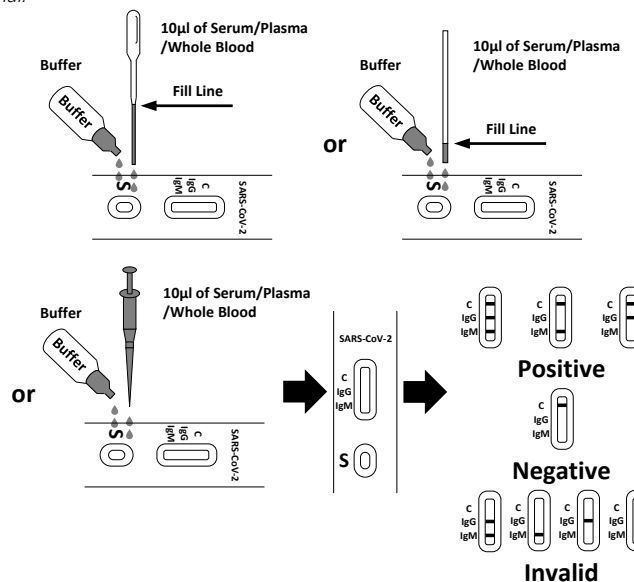 10µl of Serum/Plasma
/Whole Blood
Buffer
Buffer
Fill Line
S
IgM
IgG
C
SARS-CoV-2
or
10µl of Serum/Plasma
/Whole Blood
Buffer
Buffer
Fill Line
S
IgM
IgG
C
SARS-CoV-2
or
10µl of Serum/Plasma
/Whole Blood
Buffer
Buffer
S
IgM
IgG
C
SARS-CoV-2
SARS-CoV-2
C
IgG
IgM
S
C
IgG
IgM
C
IgG
IgM
C
IgG
IgM
Positive
C
IgG
IgM
Negative
C
IgG
IgM
C
IgG
IgM
C
IgG
IgM
C
IgG
IgM
Invalid